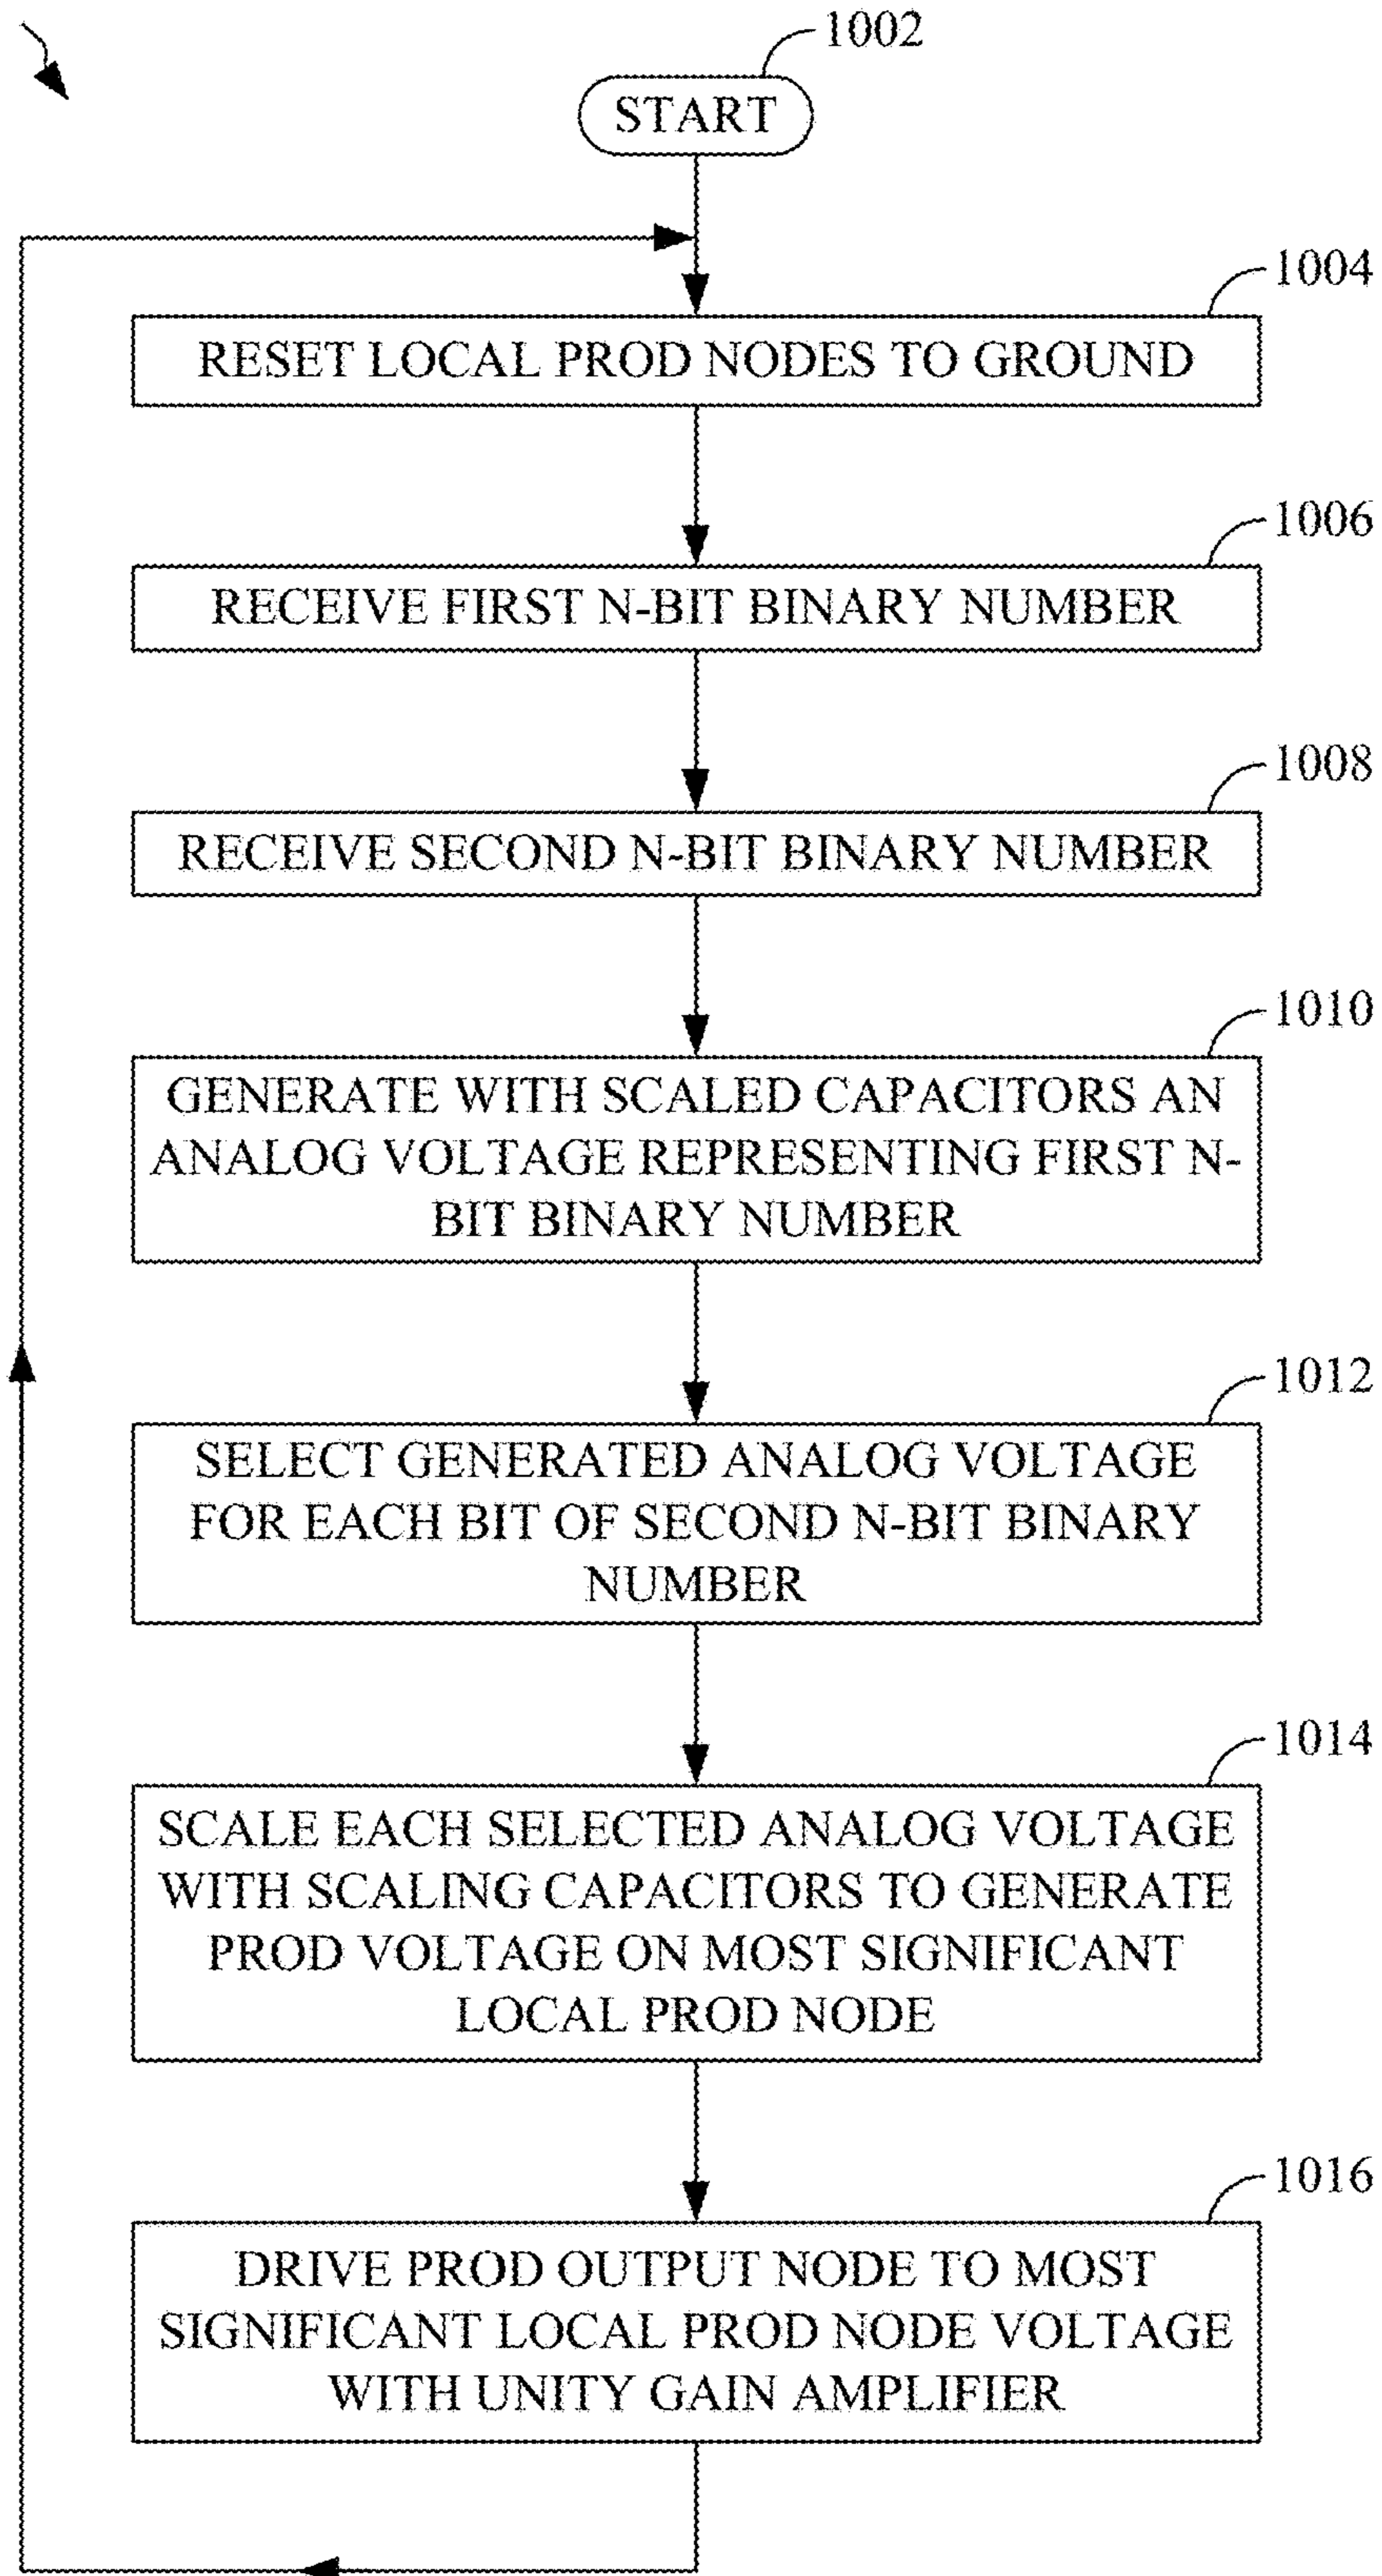 1002
START
1004
RESET LOCAL PROD NODES TO GROUND
1006
RECEIVE FIRST N-BIT BINARY NUMBER
1008
RECEIVE SECOND N-BIT BINARY NUMBER
1010
GENERATE WITH SCALED CAPACITORS AN
ANALOG VOLTAGE REPRESENTING FIRST N-
BIT BINARY NUMBER
1012
SELECT GENERATED ANALOG VOLTAGE
FOR EACH BIT OF SECOND N-BIT BINARY
NUMBER
1014
SCALE EACH SELECTED ANALOG VOLTAGE
WITH SCALING CAPACITORS TO GENERATE
PROD VOLTAGE ON MOST SIGNIFICANT
LOCAL PROD NODE
1016
DRIVE PROD OUTPUT NODE TO MOST
SIGNIFICANT LOCAL PROD NODE VOLTAGE
WITH UNITY GAIN AMPLIFIER